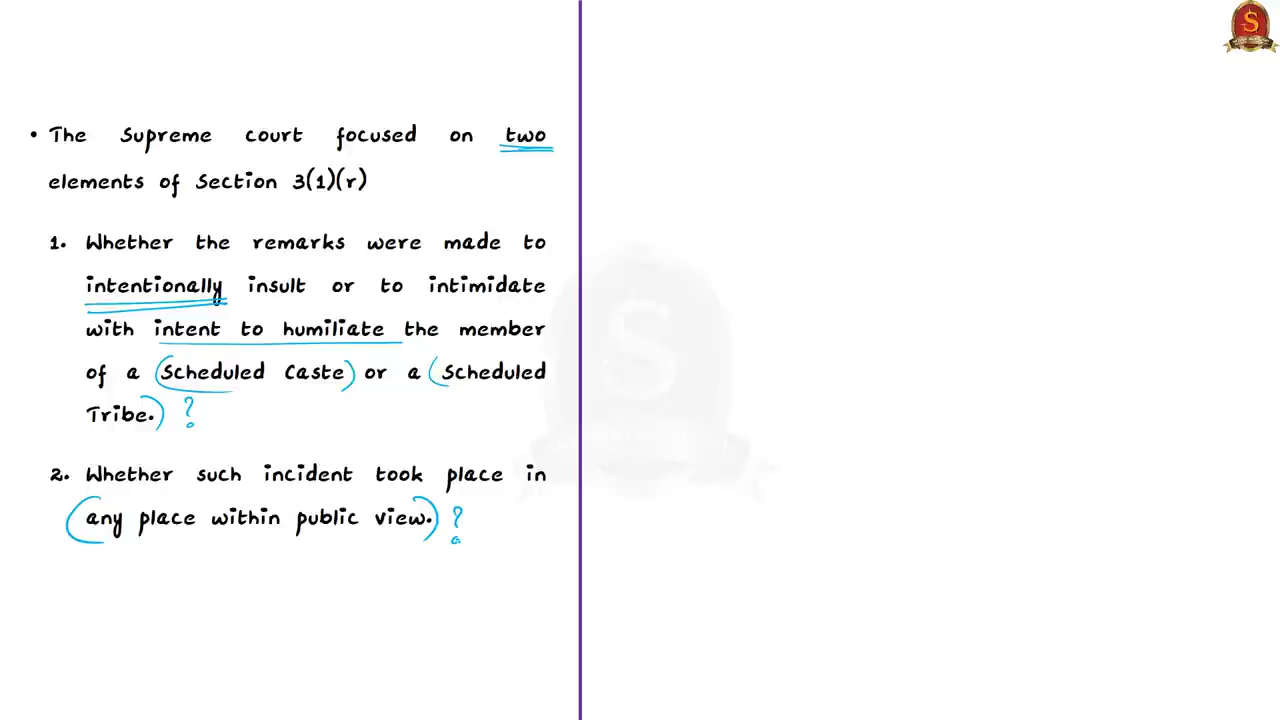 • The Supreme court focused on two
elements of Section 3(1)(r)
1. Whether the remarks were made to
intentionally insult or to intimidate
with intent to humiliate the member
of a (Scheduled Caste) or a (Scheduled
Tribe.) ?
2. Whether such incident took place in
(any place within public view.) ?
S
S